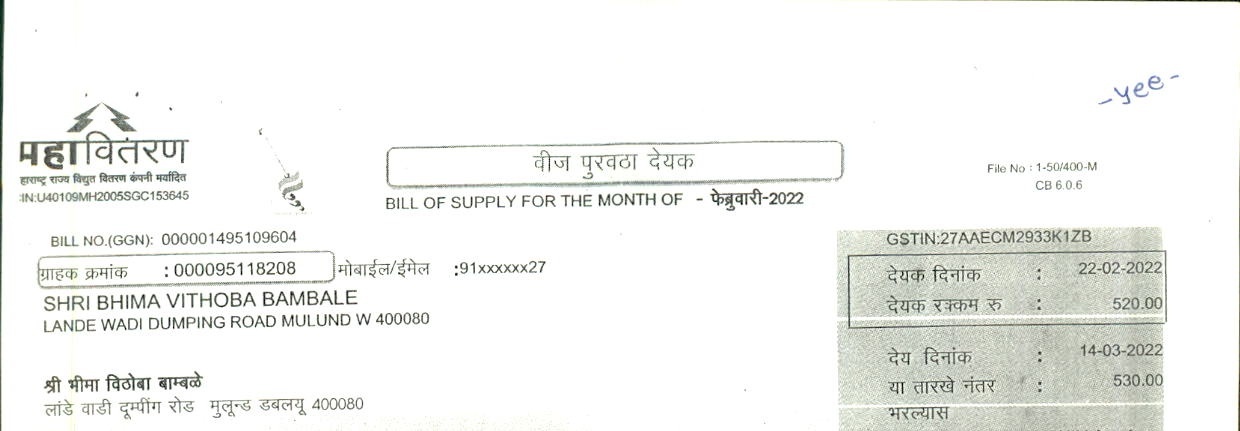 -yee-
महावितरण
हाराष्ट्र राज्य विद्युत वितरण कंपनी मर्यादित
:IN:U40109MH2005SGC153645
वीज पुरवठा देयक
BILL OF SUPPLY FOR THE MONTH OF - फेब्रुवारी-2022
File No : 1-50/400-M
CB 6.0.6
BILL NO.(GGN): 000001495109604
GSTIN:27AAECM2933K1ZB
ग्राहक क्रमांक : 000095118208 मोबाईल/ईमेल :91xxxxxx27
SHRI BHIMA VITHOBA BAMBALE
LANDE WADI DUMPING ROAD MULUND W 400080
देयक दिनांक : 22-02-2022
देयक रक्कम रु : 520.00
श्री भीमा विठोबा बाम्बळे
लांडे वाडी दूम्पींग रोड मुलून्ड डबलयू 400080
देय दिनांक : 14-03-2022
या तारखे नंतर : 530.00
भरल्यास